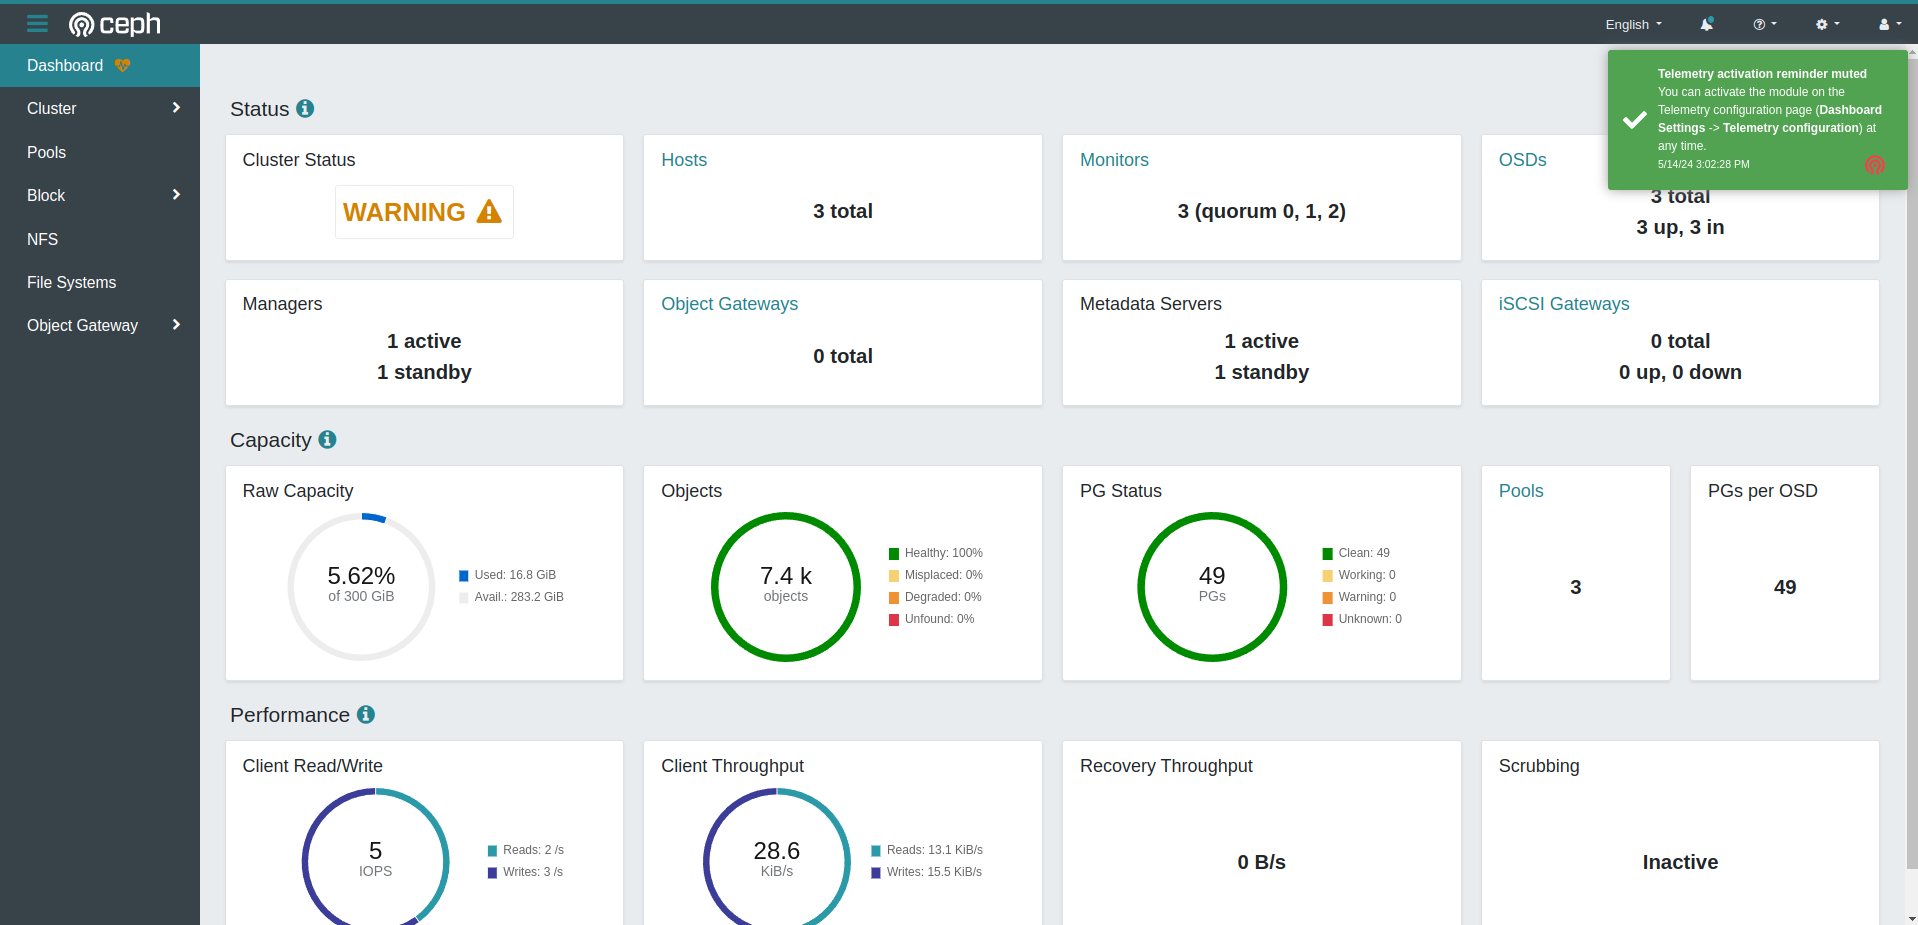 ceph
English
Dashboard
Cluster
Pools
Block
NFS
File Systems
Object Gateway
Telemetry activation reminder muted
You can activate the module on the
Telemetry configuration page (Dashboard
Settings -> Telemetry configuration) at
any time.
5/14/24 3:02:28 PM
Status
Cluster Status
WARNING
Hosts
3 total
Monitors
3 (quorum 0, 1, 2)
OSDs
3 total
3 up, 3 in
Managers
1 active
1 standby
Object Gateways
0 total
Metadata Servers
1 active
1 standby
iSCSI Gateways
0 total
0 up, 0 down
Capacity
Raw Capacity
5.62%
of 300 GiB
Used: 16.8 GiB
Avail.: 283.2 GiB
Objects
7.4 k
objects
Healthy: 100%
Misplaced: 0%
Degraded: 0%
Unfound: 0%
PG Status
49
PGs
Clean: 49
Working: 0
Warning: 0
Unknown: 0
Pools
3
PGs per OSD
49
Performance
Client Read/Write
5
IOPS
Reads: 2 /s
Writes: 3 /s
Client Throughput
28.6
KiB/s
Reads: 13.1 KiB/s
Writes: 15.5 KiB/s
Recovery Throughput
0 B/s
Scrubbing
Inactive